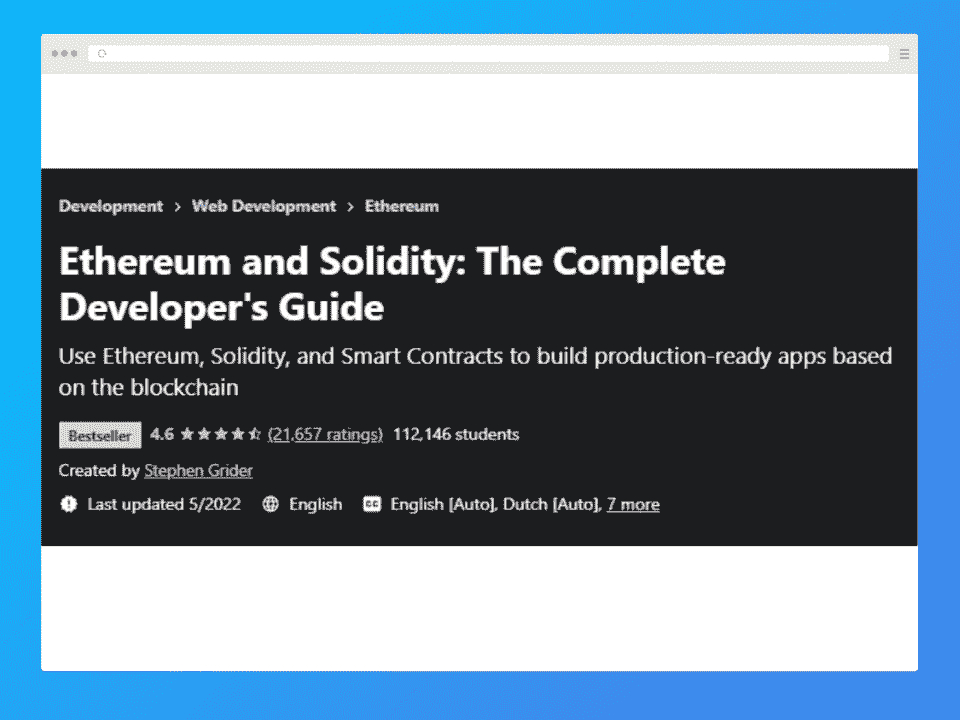 Development > Web Development > Ethereum
Ethereum and Solidity: The Complete
Developer's Guide
Use Ethereum, Solidity, and Smart Contracts to build production-ready apps based
on the blockchain
Bestseller 4.6 (21,657 ratings) 112,146 students
Created by Stephen Grider
Last updated 5/2022 English CC English [Auto], Dutch [Auto], 7 more